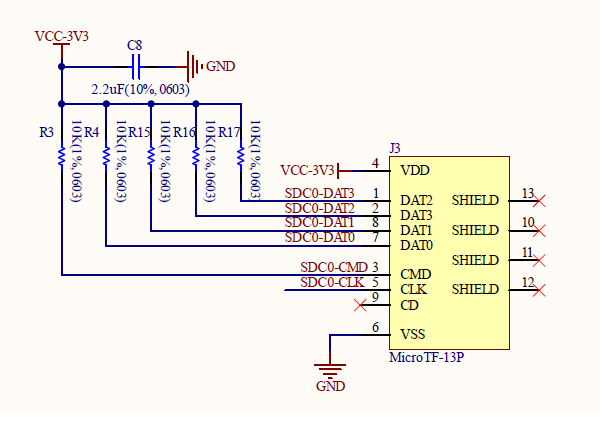 VCC-3V3
C8
GND
2.2uF(10%, 0603)
R3
10K(1%,0603)
R4
10K(1%,0603)
R15
10K(1%,0603)
R16
10K(1%,0603)
R17
10K(1%,0603)
J3
VCC-3V3
4
VDD
SDC0-DAT3
1
DAT2
SHIELD
13
SDC0-DAT2
2
DAT3
SDC0-DAT1
8
DAT1
SHIELD
10
SDC0-DAT0
7
DAT0
SHIELD
11
SDC0-CMD
3
CMD
SDC0-CLK
5
CLK
SHIELD
12
9
CD
6
VSS
MicroTF-13P
GND